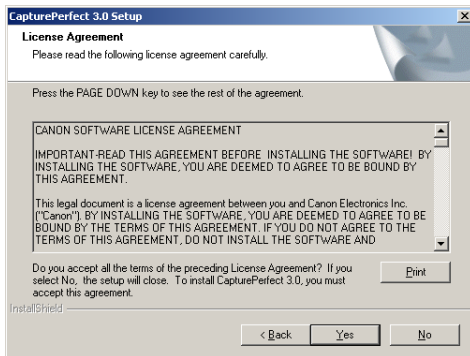 CapturePerfect 3.0 Setup
License Agreement
Please read the following license agreement carefully.
Press the PAGE DOWN key to see the rest of the agreement.
CANON SOFTWARE LICENSE AGREEMENT
IMPORTANT-READ THIS AGREEMENT BEFORE  INSTALLING THE SOFTWARE! BY
INSTALLING THE SOFTWARE, YOU ARE DEEMED TO AGREE TO BE BOUND BY
THIS AGREEMENT.
This legal document is a license agreement between you and Canon Electronics Inc.
("Canon"). BY INSTALLING THE SOFTWARE, YOU ARE DEEMED TO AGREE TO BE
BOUND BY THE TERMS OF THIS AGREEMENT. IF YOU DO NOT AGREE TO THE
TERMS OF THIS AGREEMENT, DO NOT INSTALL THE SOFTWARE AND
Do you accept all the terms of the preceding License Agreement?  If you
select No,  the setup will close.  To install CapturePerfect 3.0, you must
accept this agreement.
Print
InstallShield
< Back
Yes
No